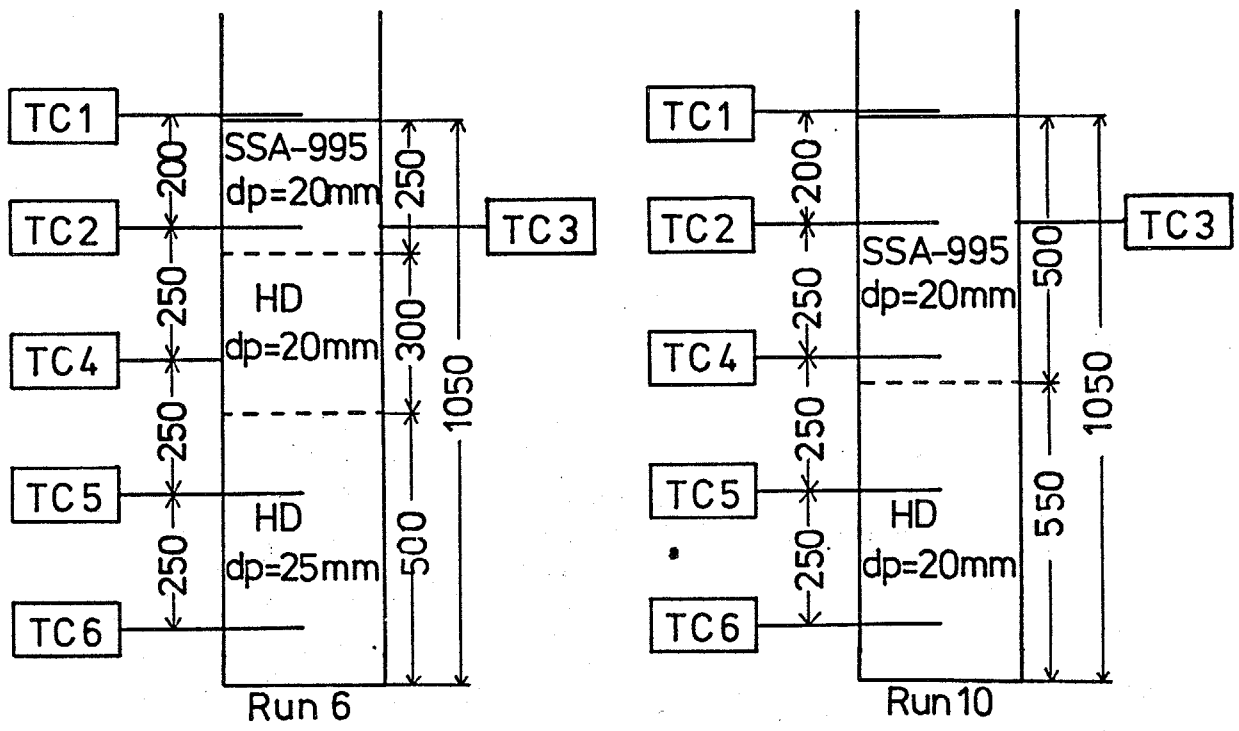 TC1
200
SSA-995
dp=20mm
250
TC2
TC3
250
HD
dp=20mm
300
TC4
1050
250
TC5
HD
dp=25mm
500
250
TC6
Run 6
TC1
200
TC2
TC3
SSA-995
dp=20mm
500
250
TC4
1050
250
TC5
HD
dp=20mm
550
250
TC6
Run 10